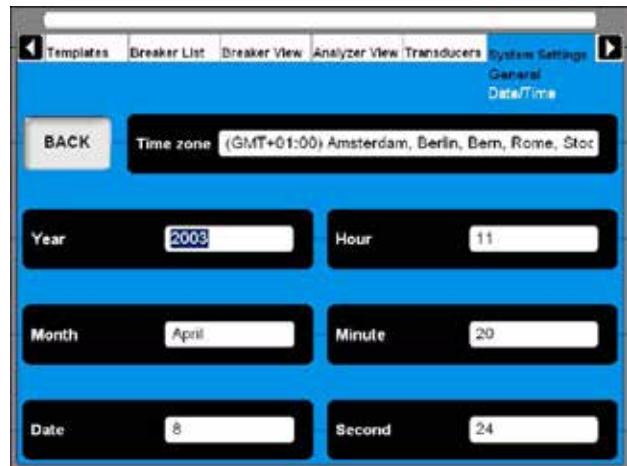 Templates Breaker List Breaker View Analyzer View Transducers System Settings
General
Date/Time
BACK Time zone (GMT+01:00) Amsterdam, Berlin, Bern, Rome, Stoc
Year 2003 Hour 11
Month April Minute 20
Date 8 Second 24